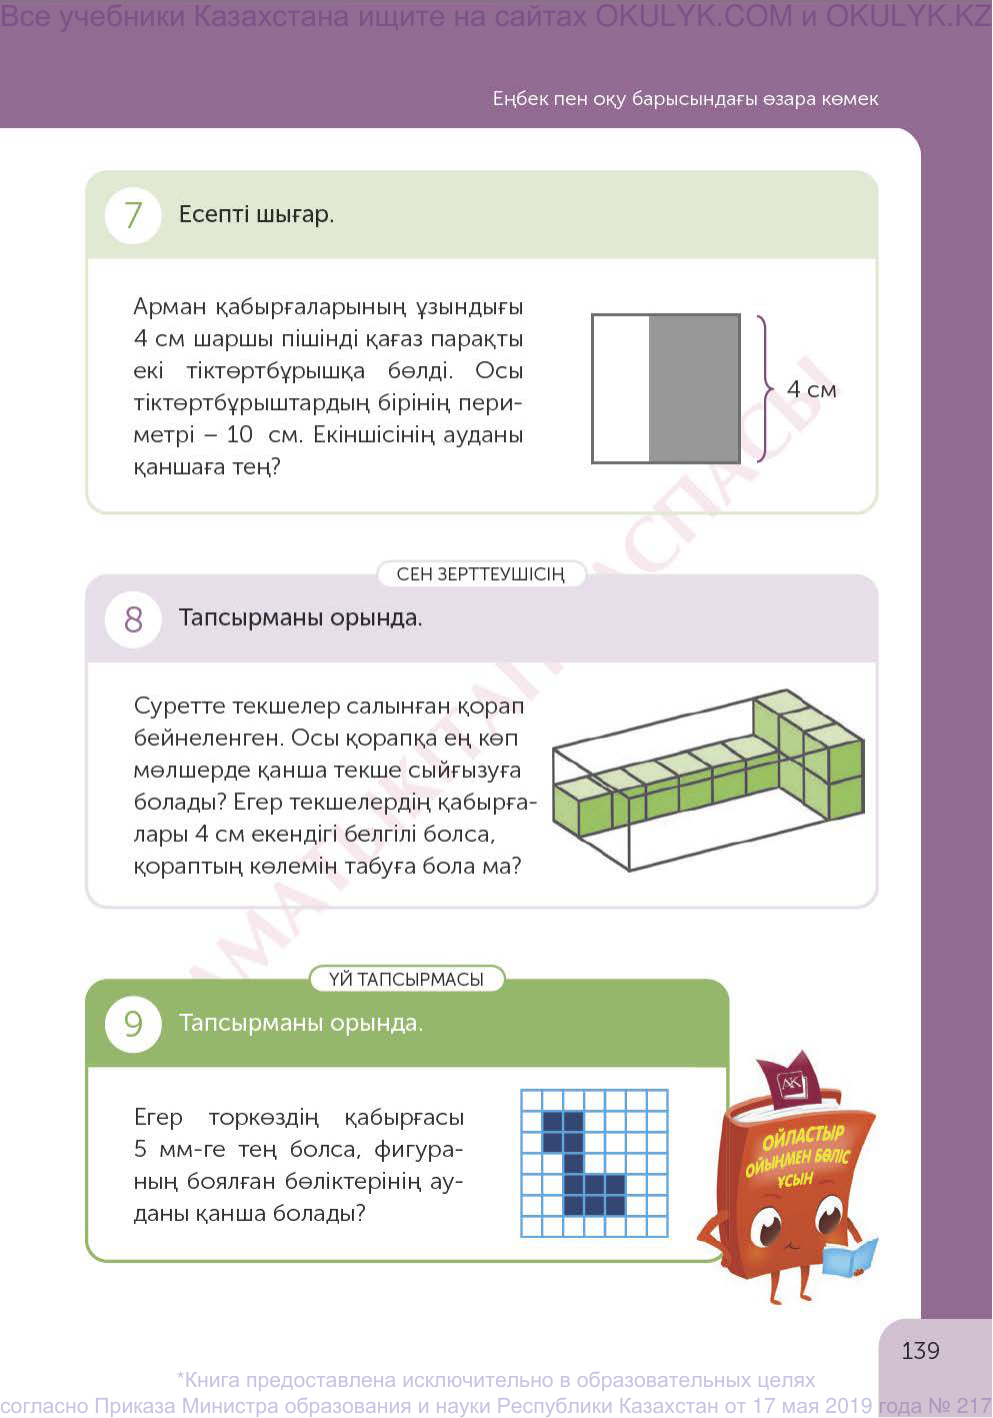 Все учебники Казахстана ищите на сайтах OKULYK.COM и OKULYK.KZ
Еңбек пен оқу барысындағы өзара көмек
7 Есепті шығар.
Арман қабырғаларының ұзындығы
4 см шаршы пішінді қағаз парақты
екі тіктөртбұрышқа бөлді. Осы
тіктөртбұрыштардың бірінің пери-
метрі – 10 см. Екіншісінің ауданы
қаншаға тең?
4 см
СЕН ЗЕРТТЕУШІСІҢ
8 Тапсырманы орында.
Суретте текшелер салынған қорап
бейнеленген. Осы қорапқа ең көп
мөлшерде қанша текше сыйғызуға
болады? Егер текшелердің қабырға-
лары 4 см екендігі белгілі болса,
қораптың көлемін табуға бола ма?
ҮЙ ТАПСЫРМАСЫ
9 Тапсырманы орында.
Егер торкөздің қабырғасы
5 мм-ге тең болса, фигура-
ның боялған бөліктерінің ау-
даны қанша болады?
АК
ОЙЛАСТЫР
ОЙЫҢМЕН БӨЛІС
ҰСЫН
139
*Книга предоставлена исключительно в образовательных целях
согласно Приказа Министра образования и науки Республики Казахстан от 17 мая 2019 года № 217